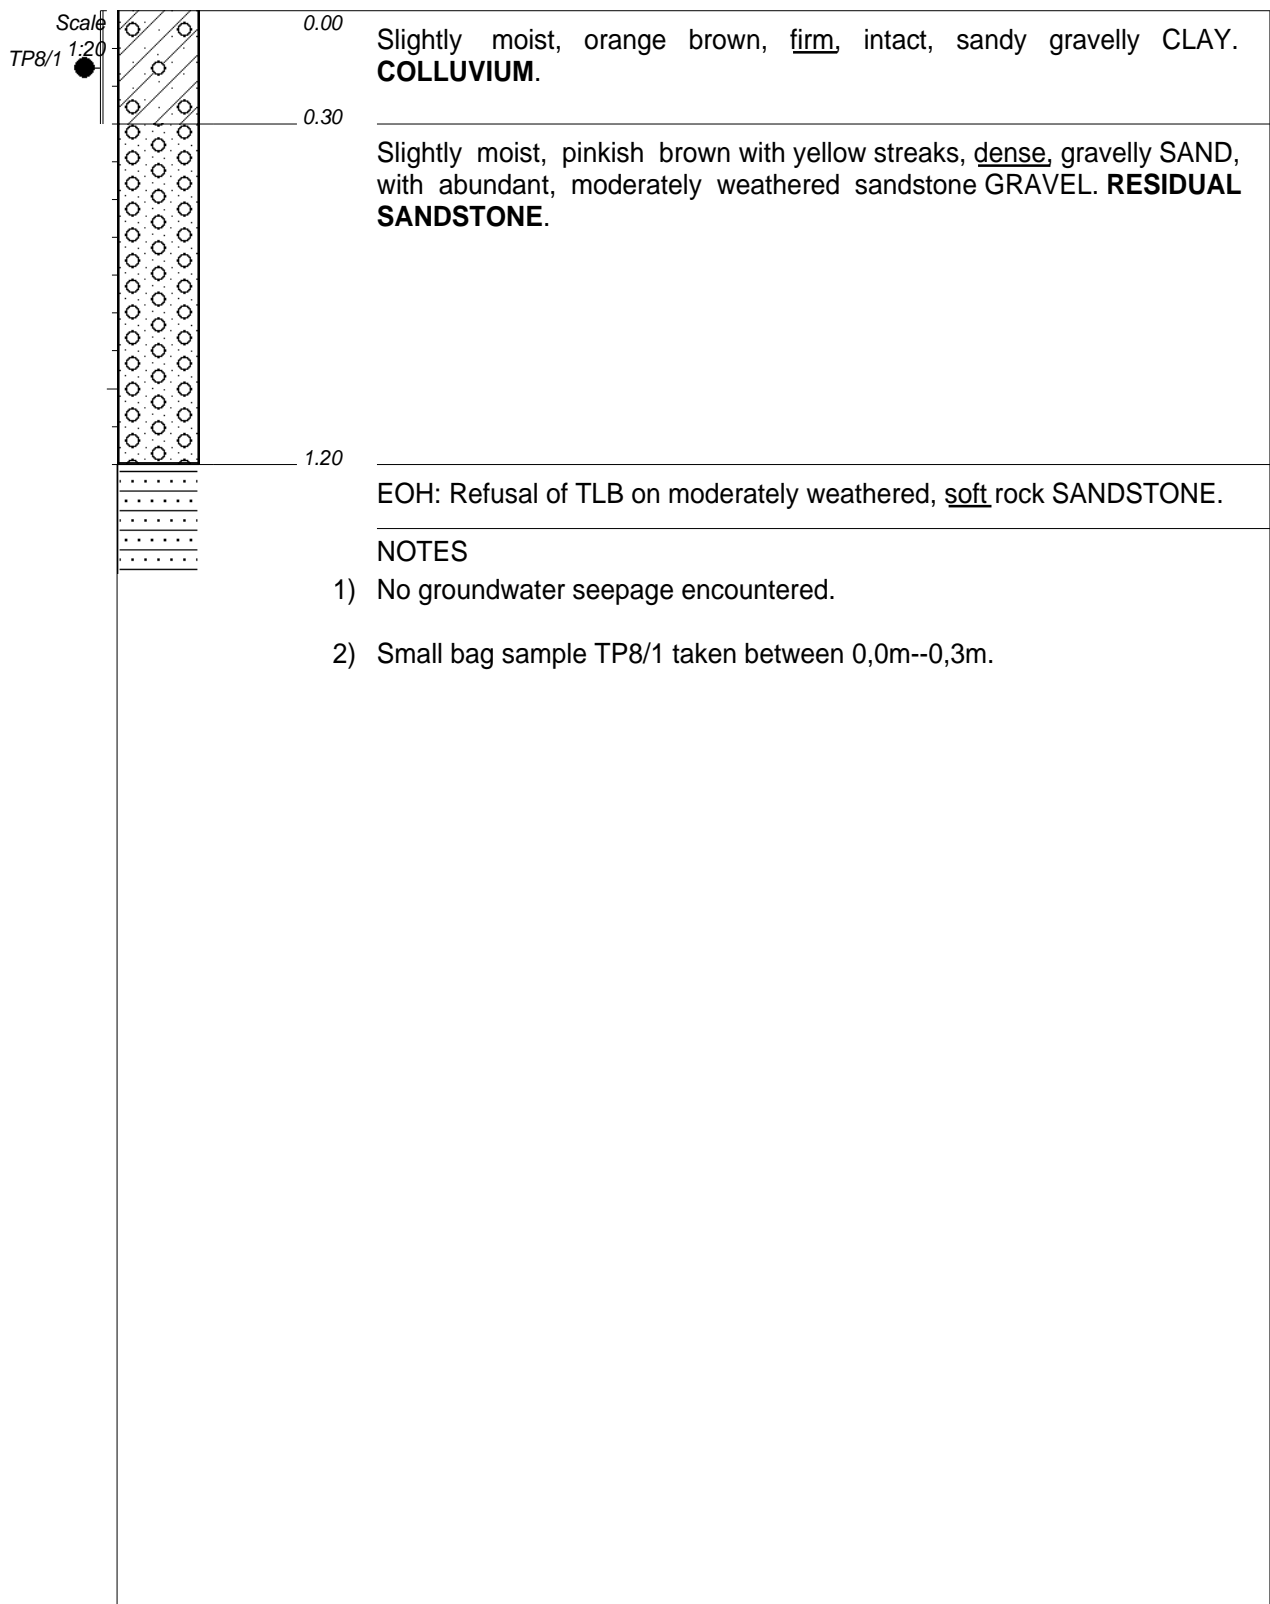 Scale
1:20
TP8/1
0.00
Slightly moist, orange brown, firm, intact, sandy gravelly CLAY.
COLLUVIUM.
0.30
Slightly moist, pinkish brown with yellow streaks, dense, gravelly SAND,
with abundant, moderately weathered sandstone GRAVEL. RESIDUAL
SANDSTONE.
1.20
EOH: Refusal of TLB on moderately weathered, soft rock SANDSTONE.
NOTES
1) No groundwater seepage encountered.
2) Small bag sample TP8/1 taken between 0,0m--0,3m.